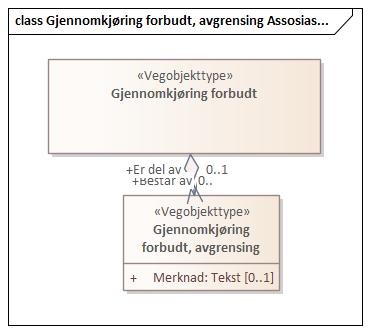 class Gjennomkjøring forbudt, avgrensing Assosias...
«Vegobjekttype»
Gjennomkjøring forbudt
+Er del av 0..1
+Består av 0..
«Vegobjekttype»
Gjennomkjøring
forbudt, avgrensing
+ Merknad: Tekst [0..1]